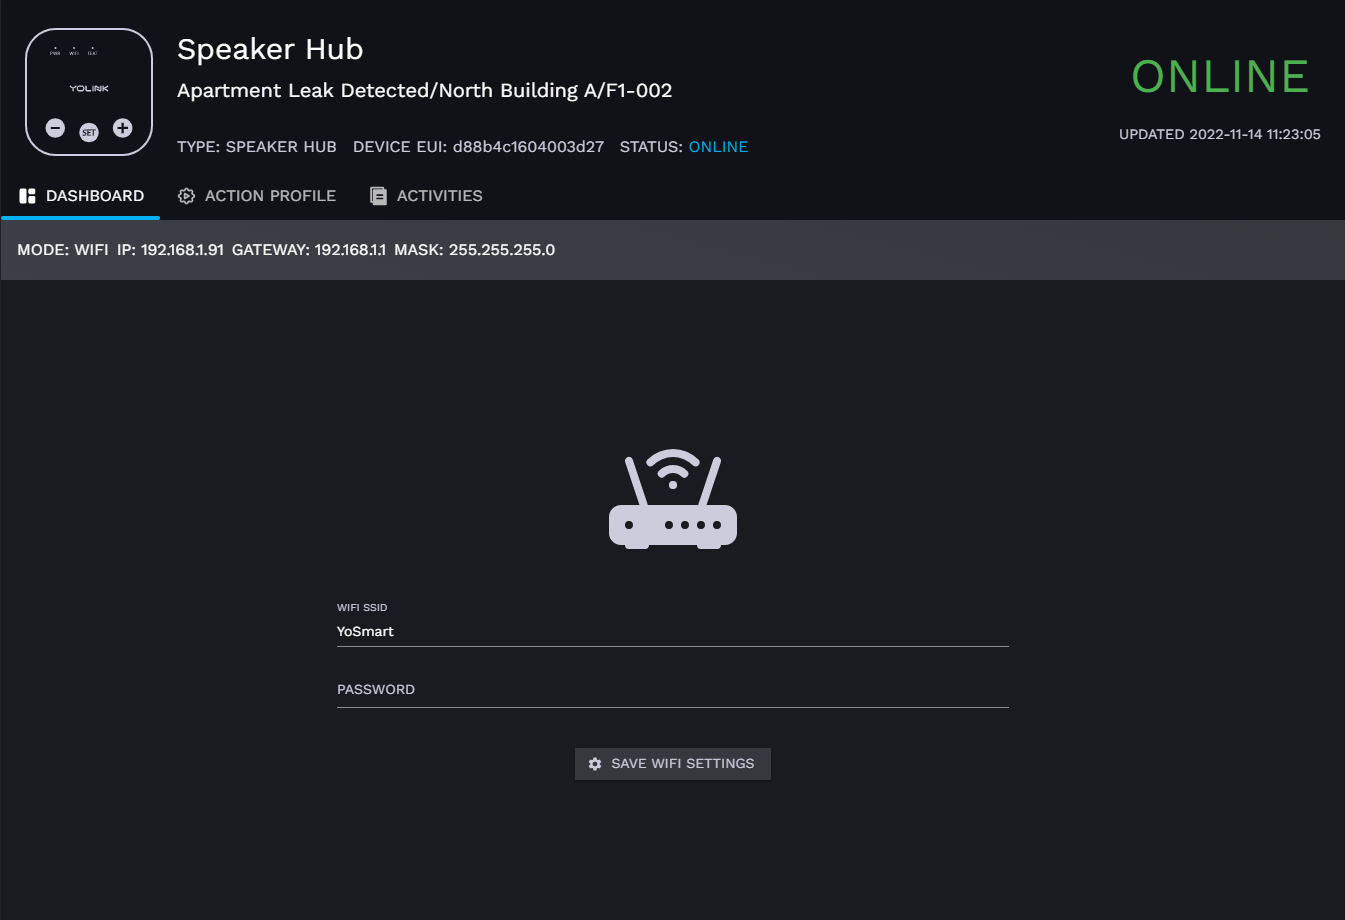 PWR WIFI FEAT
YOLINK
SET
Speaker Hub
Apartment Leak Detected/North Building A/F1-002
TYPE: SPEAKER HUB DEVICE EUI: d88b4c1604003d27 STATUS: ONLINE
ONLINE
UPDATED 2022-11-14 11:23:05
DASHBOARD ACTION PROFILE ACTIVITIES
MODE: WIFI IP: 192.168.1.91 GATEWAY: 192.168.1.1 MASK: 255.255.255.0
WIFI SSID
YoSmart
PASSWORD
SAVE WIFI SETTINGS